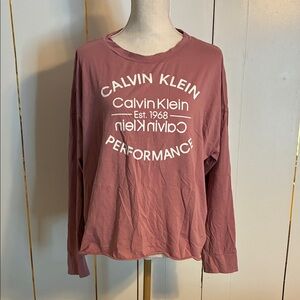 CALVIN KLEIN
Calvin Klein
Est. 1968
Calvin Klein
PERFORMANCE